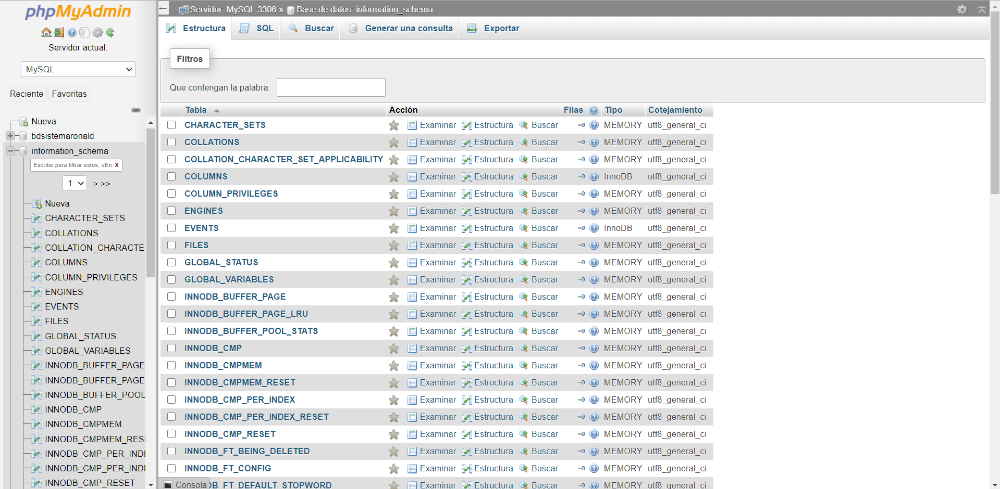 phpMyAdmin
Servidor actual:
MySQL
Reciente Favoritas
Nueva
bdsistemaronald
information_schema
Escribe para filtrar estos, «En X
1 > >>
Nueva
CHARACTER_SETS
COLLATIONS
COLLATION_CHARACTE
COLUMNS
COLUMN_PRIVILEGES
ENGINES
EVENTS
FILES
GLOBAL_STATUS
GLOBAL_VARIABLES
INNODB_BUFFER_PAGE
INNODB_BUFFER_PAGE_
INNODB_BUFFER_POOL
INNODB_CMP
INNODB_CMPMEM
INNODB_CMPMEM_RES
INNODB_CMP_PER_IND
INNODB_CMP_PER_IND
INNODB_CMP_RESET
← Servidor: MySQL:3306 » Base de datos: information_schema
Estructura SQL Buscar Generar una consulta Exportar
Filtros
Que contengan la palabra:
Tabla Acción Filas Tipo Cotejamiento
CHARACTER_SETS Examinar Estructura Buscar ~0 MEMORY utf8_general_ci
COLLATIONS Examinar Estructura Buscar ~0 MEMORY utf8_general_ci
COLLATION_CHARACTER_SET_APPLICABILITY Examinar Estructura Buscar ~0 MEMORY utf8_general_ci
COLUMNS Examinar Estructura Buscar ~0 InnoDB utf8_general_ci
COLUMN_PRIVILEGES Examinar Estructura Buscar ~0 MEMORY utf8_general_ci
ENGINES Examinar Estructura Buscar ~0 MEMORY utf8_general_ci
EVENTS Examinar Estructura Buscar ~0 InnoDB utf8_general_ci
FILES Examinar Estructura Buscar ~0 MEMORY utf8_general_ci
GLOBAL_STATUS Examinar Estructura Buscar ~0 MEMORY utf8_general_ci
GLOBAL_VARIABLES Examinar Estructura Buscar ~0 MEMORY utf8_general_ci
INNODB_BUFFER_PAGE Examinar Estructura Buscar ~0 MEMORY utf8_general_ci
INNODB_BUFFER_PAGE_LRU Examinar Estructura Buscar ~0 MEMORY utf8_general_ci
INNODB_BUFFER_POOL_STATS Examinar Estructura Buscar ~0 MEMORY utf8_general_ci
INNODB_CMP Examinar Estructura Buscar ~0 MEMORY utf8_general_ci
INNODB_CMPMEM Examinar Estructura Buscar ~0 MEMORY utf8_general_ci
INNODB_CMPMEM_RESET Examinar Estructura Buscar ~0 MEMORY utf8_general_ci
INNODB_CMP_PER_INDEX Examinar Estructura Buscar ~0 MEMORY utf8_general_ci
INNODB_CMP_PER_INDEX_RESET Examinar Estructura Buscar ~0 MEMORY utf8_general_ci
INNODB_CMP_RESET Examinar Estructura Buscar ~0 MEMORY utf8_general_ci
INNODB_FT_BEING_DELETED Examinar Estructura Buscar ~0 MEMORY utf8_general_ci
INNODB_FT_CONFIG Examinar Estructura Buscar ~0 MEMORY utf8_general_ci
Consola DB_FT_DEFAULT_STOPWORD Examinar Estructura Buscar ~0 MEMORY utf8_general_ci